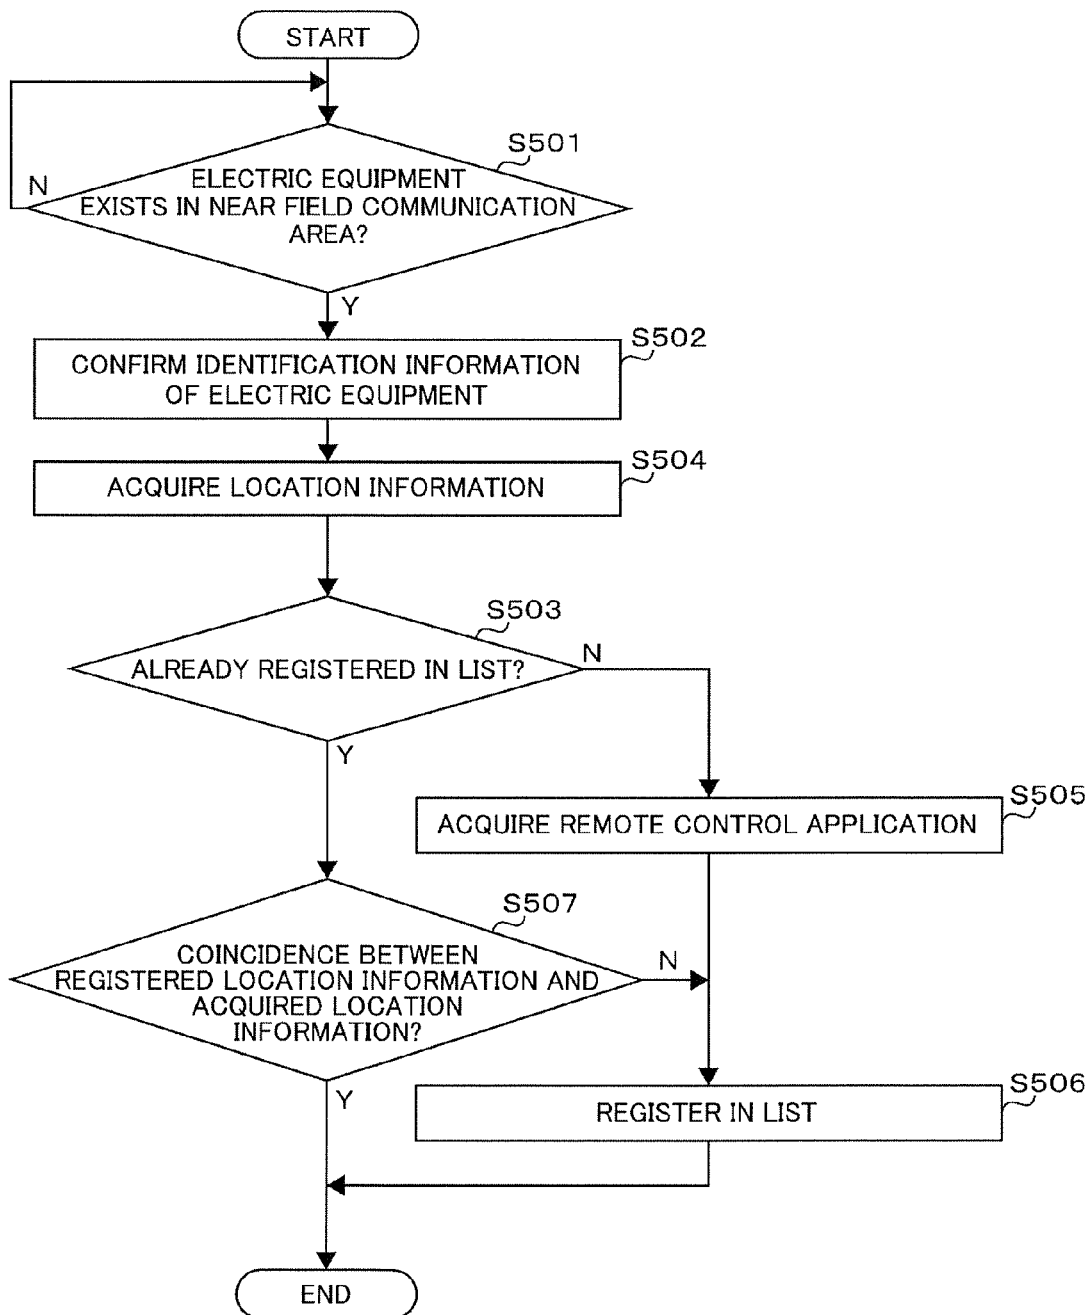 START
S501
N
ELECTRIC EQUIPMENT
EXISTS IN NEAR FIELD COMMUNICATION
AREA?
Y
S502
CONFIRM IDENTIFICATION INFORMATION
OF ELECTRIC EQUIPMENT
S504
ACQUIRE LOCATION INFORMATION
S503
ALREADY REGISTERED IN LIST?
N
Y
S505
ACQUIRE REMOTE CONTROL APPLICATION
S507
COINCIDENCE BETWEEN
REGISTERED LOCATION INFORMATION AND
ACQUIRED LOCATION
INFORMATION?
N
Y
S506
REGISTER IN LIST
END